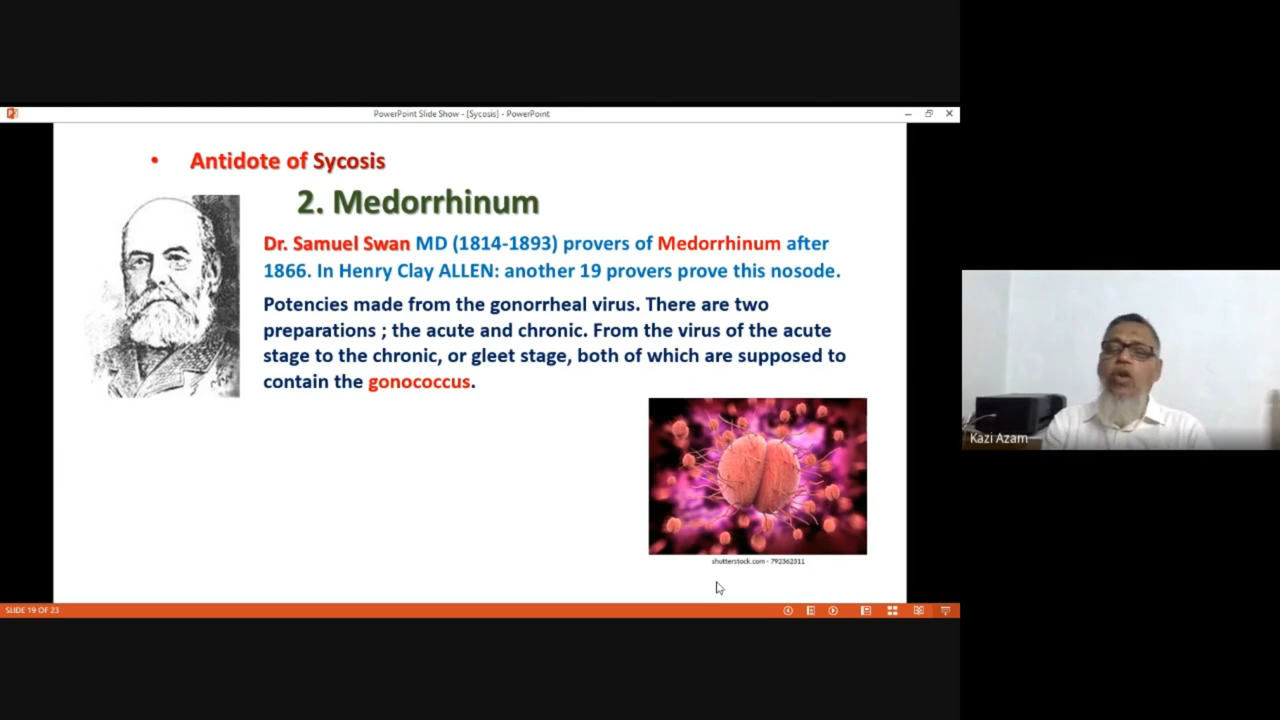 PowerPoint Slide Show - [Sycosis] - PowerPoint
• Antidote of Sycosis
2. Medorrhinum
Dr. Samuel Swan MD (1814-1893) provers of Medorrhinum after
1866. In Henry Clay ALLEN: another 19 provers prove this nosode.
Potencies made from the gonorrheal virus. There are two
preparations ; the acute and chronic. From the virus of the acute
stage to the chronic, or gleet stage, both of which are supposed to
contain the gonococcus.
shutterstock.com • 792362311
SLIDE 19 OF 23
Kazi Azam